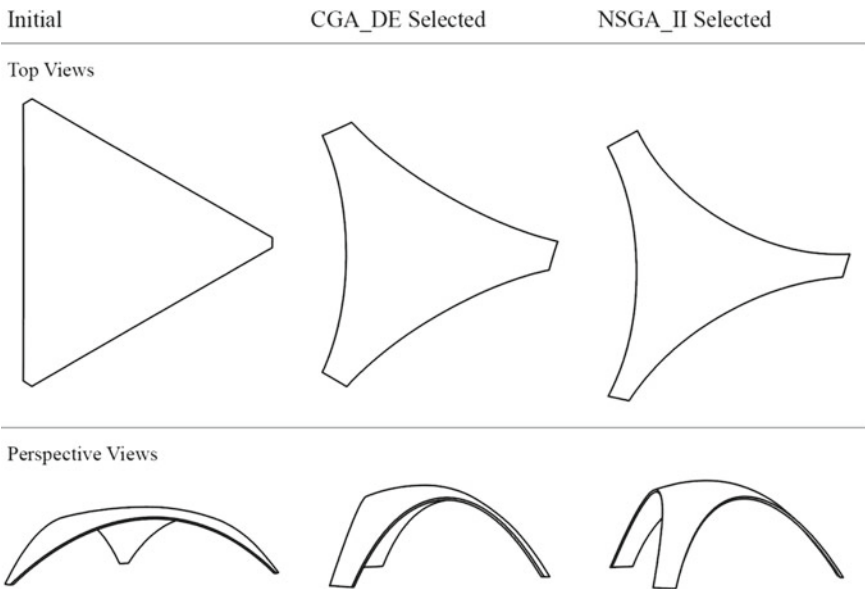 Initial CGA_DE Selected NSGA_II Selected
Top Views
Perspective Views